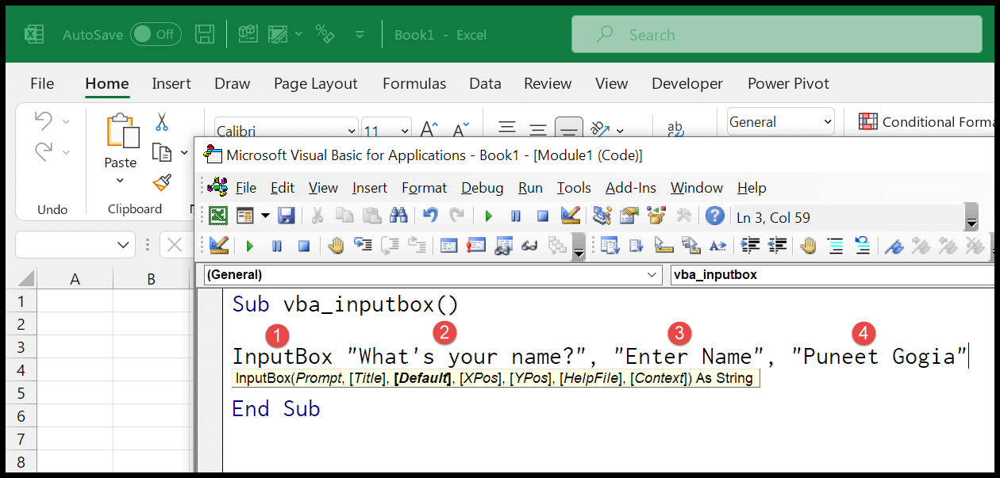 AutoSave Off Book1 - Excel Search
File Home Insert Draw Page Layout Formulas Data Review View Developer Power Pivot
Calibri 11 ab General Conditional Forma
Paste
Undo Clipboard
Microsoft Visual Basic for Applications - Book1 - [Module1 (Code)]
File Edit View Insert Format Debug Run Tools Add-Ins Window Help
Ln 3, Col 59
(General) vba_inputbox
A B
1
2
3
4
5
6
7
8
Sub vba_inputbox()
1 2 3 4
InputBox "What's your name?", "Enter Name", "Puneet Gogia"
InputBox(Prompt, [Title], [Default], [XPos], [YPos], [HelpFile], [Context]) As String
End Sub